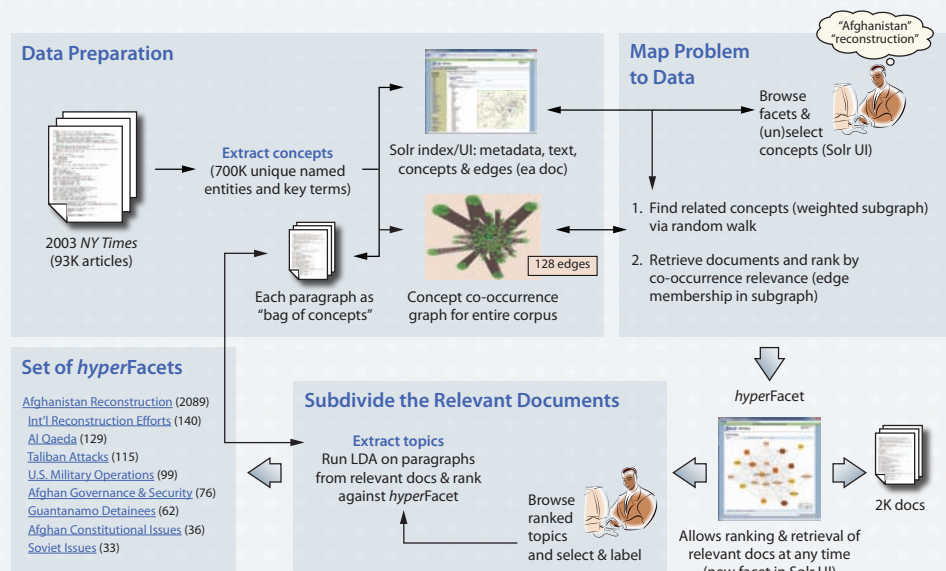 Data Preparation
2003 NY Times
(93K articles)
Extract concepts
(700K unique named
entities and key terms)
Each paragraph as
"bag of concepts"
Solr index/UI: metadata, text,
concepts & edges (ea doc)
128 edges
Concept co-occurrence
graph for entire corpus
Map Problem
to Data
"Afghanistan"
"reconstruction"
Browse
facets &
(un)select
concepts (Solr UI)
1. Find related concepts (weighted subgraph)
via random walk
2. Retrieve documents and rank by
co-occurrence relevance (edge
membership in subgraph)
hyperFacet
2K docs
Allows ranking & retrieval of
relevant docs at any time
(new facet in Solr UI)
Subdivide the Relevant Documents
Extract topics
Run LDA on paragraphs
from relevant docs & rank
against hyperFacet
Browse
ranked
topics
and select & label
Set of hyperFacets
Afghanistan Reconstruction (2089)
Int'l Reconstruction Efforts (140)
Al Qaeda (129)
Taliban Attacks (115)
U.S. Military Operations (99)
Afghan Governance & Security (76)
Guantanamo Detainees (62)
Afghan Constitutional Issues (36)
Soviet Issues (33)